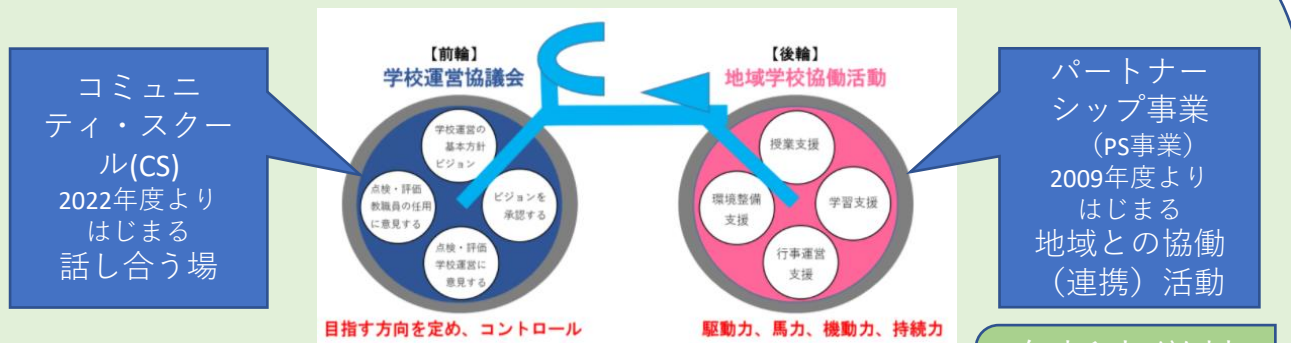 コミュニ
ティ・スクー
ル(CS)
2022年度より
はじまる
話し合う場
【前輪】
学校運営協議会
学校運営の
基本方針
ビジョン
点検・評価
教職員の任用
に意見する
ビジョンを
承認する
点検・評価
学校運営に
意見する
目指す方向を定め、コントロール
【後輪】
地域学校協働活動
授業支援
環境整備
支援
学習支援
行事運営
支援
駆動力、馬力、機動力、持続力
パートナー
シップ事業
（PS事業）
2009年度より
はじまる
地域との協働
（連携）活動